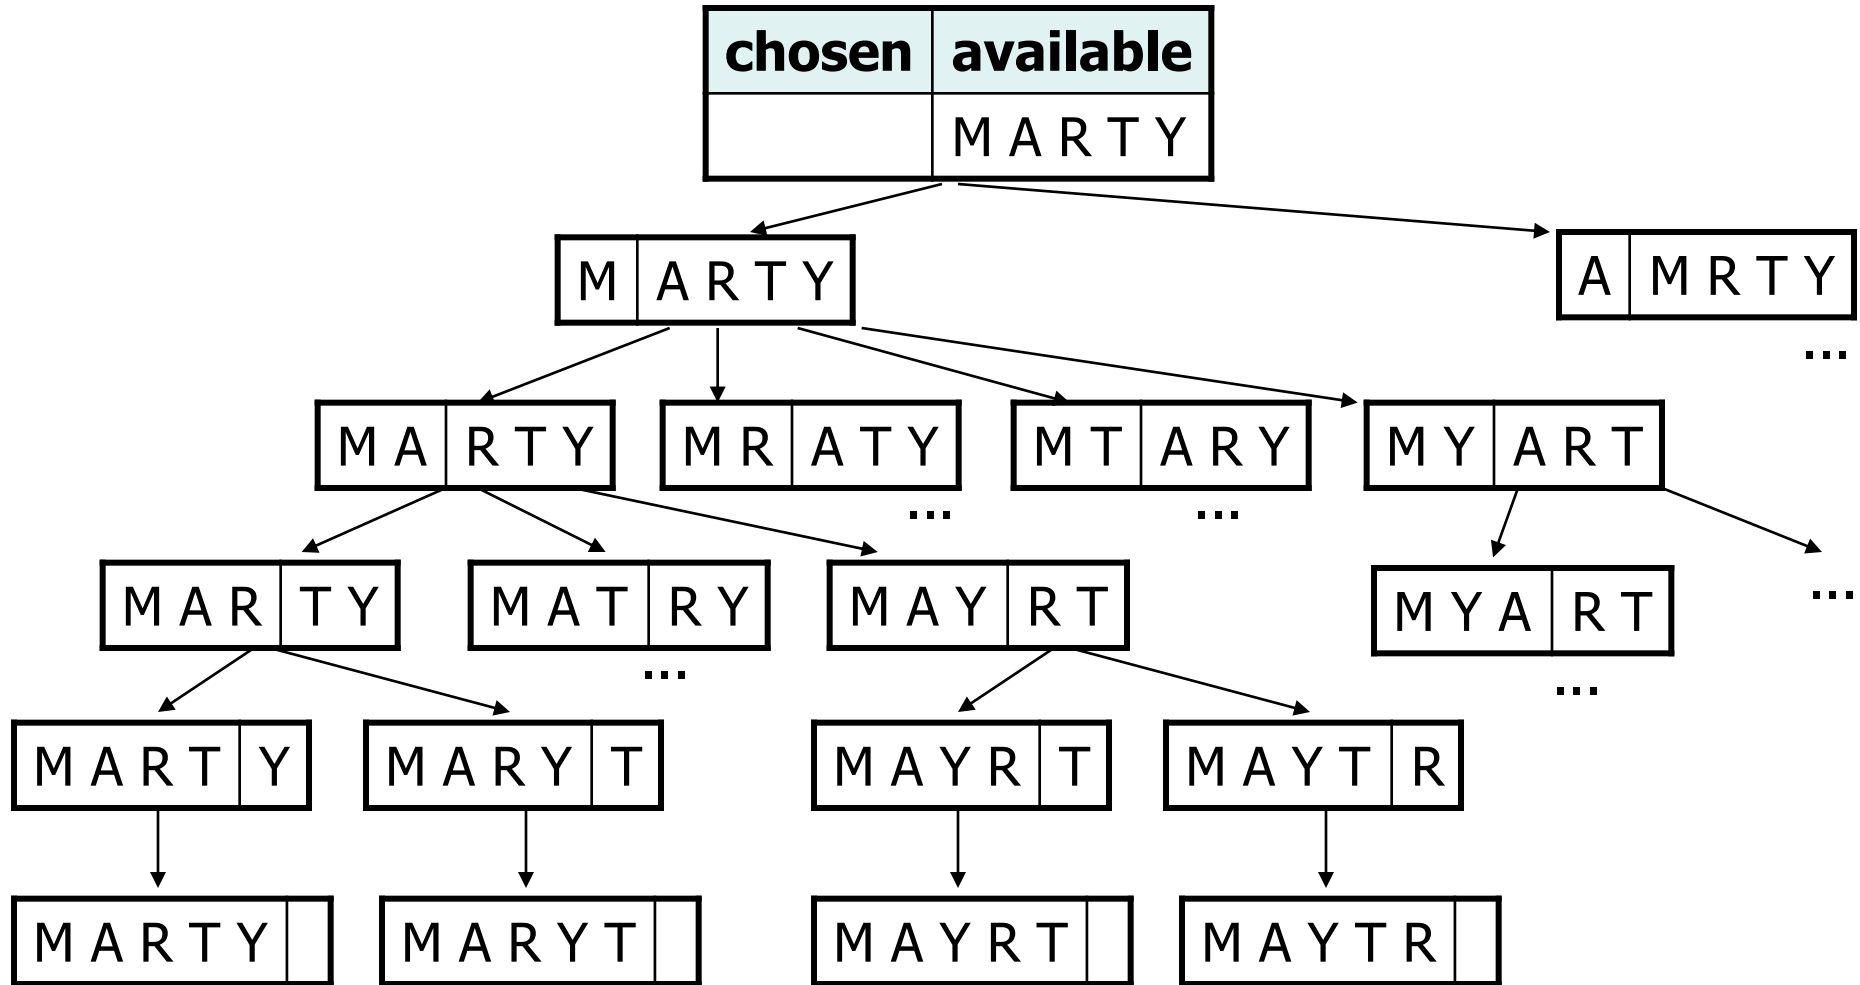 chosen available
M A R T Y
M A R T Y
A M R T Y
...
M A R T Y
M R A T Y
M T A R Y
M Y A R T
...
...
M A R T Y
M A T R Y
M A Y R T
M Y A R T
...
...
...
M A R T Y
M A R Y T
M A Y R T
M A Y T R
M A R T Y
M A R Y T
M A Y R T
M A Y T R